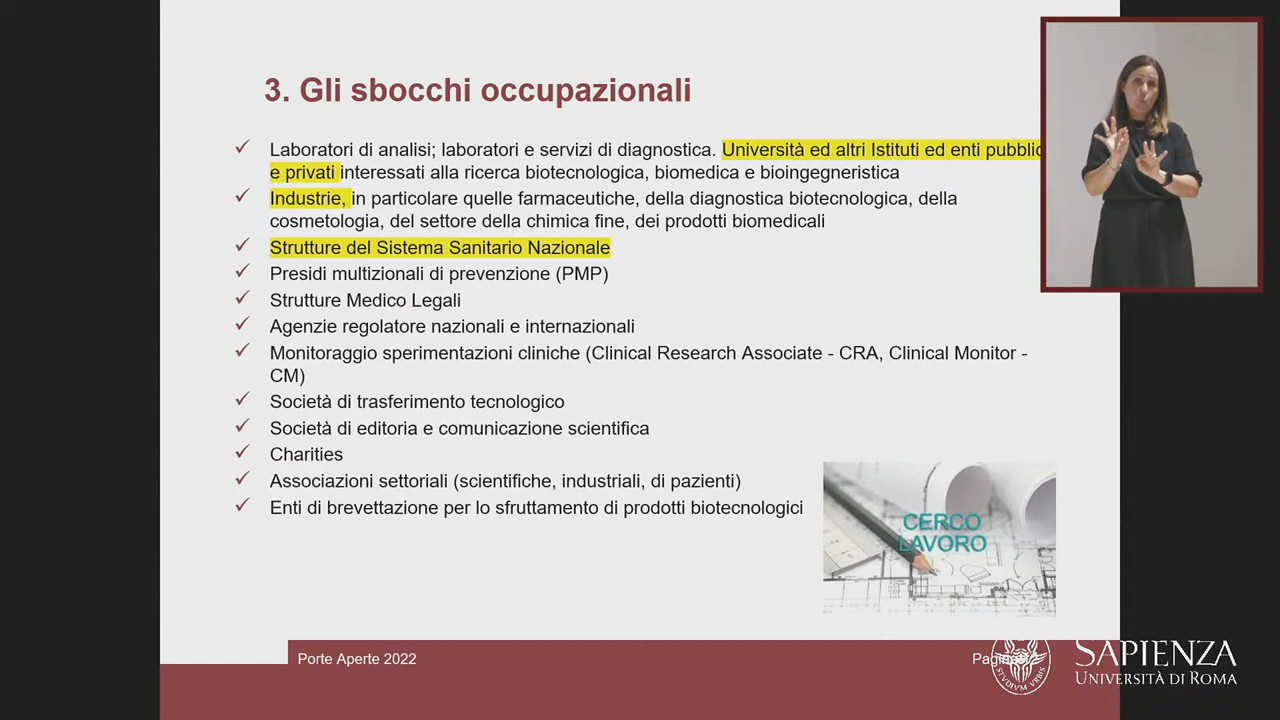 3. Gli sbocchi occupazionali
Laboratori di analisi; laboratori e servizi di diagnostica. Università ed altri Istituti ed enti
e privati interessati alla ricerca biotecnologica, biomedica e bioingegneristica
Industrie, in particolare quelle farmaceutiche, della diagnostica biotecnologica, della
cosmetologia, del settore della chimica fine, dei prodotti biomedicali
Strutture del Sistema Sanitario Nazionale
Presidi multizionali di prevenzione (PMP)
Strutture Medico Legali
Agenzie regolatore nazionali e internazionali
Monitoraggio sperimentazioni cliniche (Clinical Research Associate - CRA, Clinical Monitor -
CM)
Società di trasferimento tecnologico
Società di editoria e comunicazione scientifica
Charities
Associazioni settoriali (scientifiche, industriali, di pazienti)
Enti di brevettazione per lo sfruttamento di prodotti biotecnologici
CERCO
LAVORO
Porte Aperte 2022
STVDIVM VRBIS
SAPIENZA
UNIVERSITÀ DI ROMA